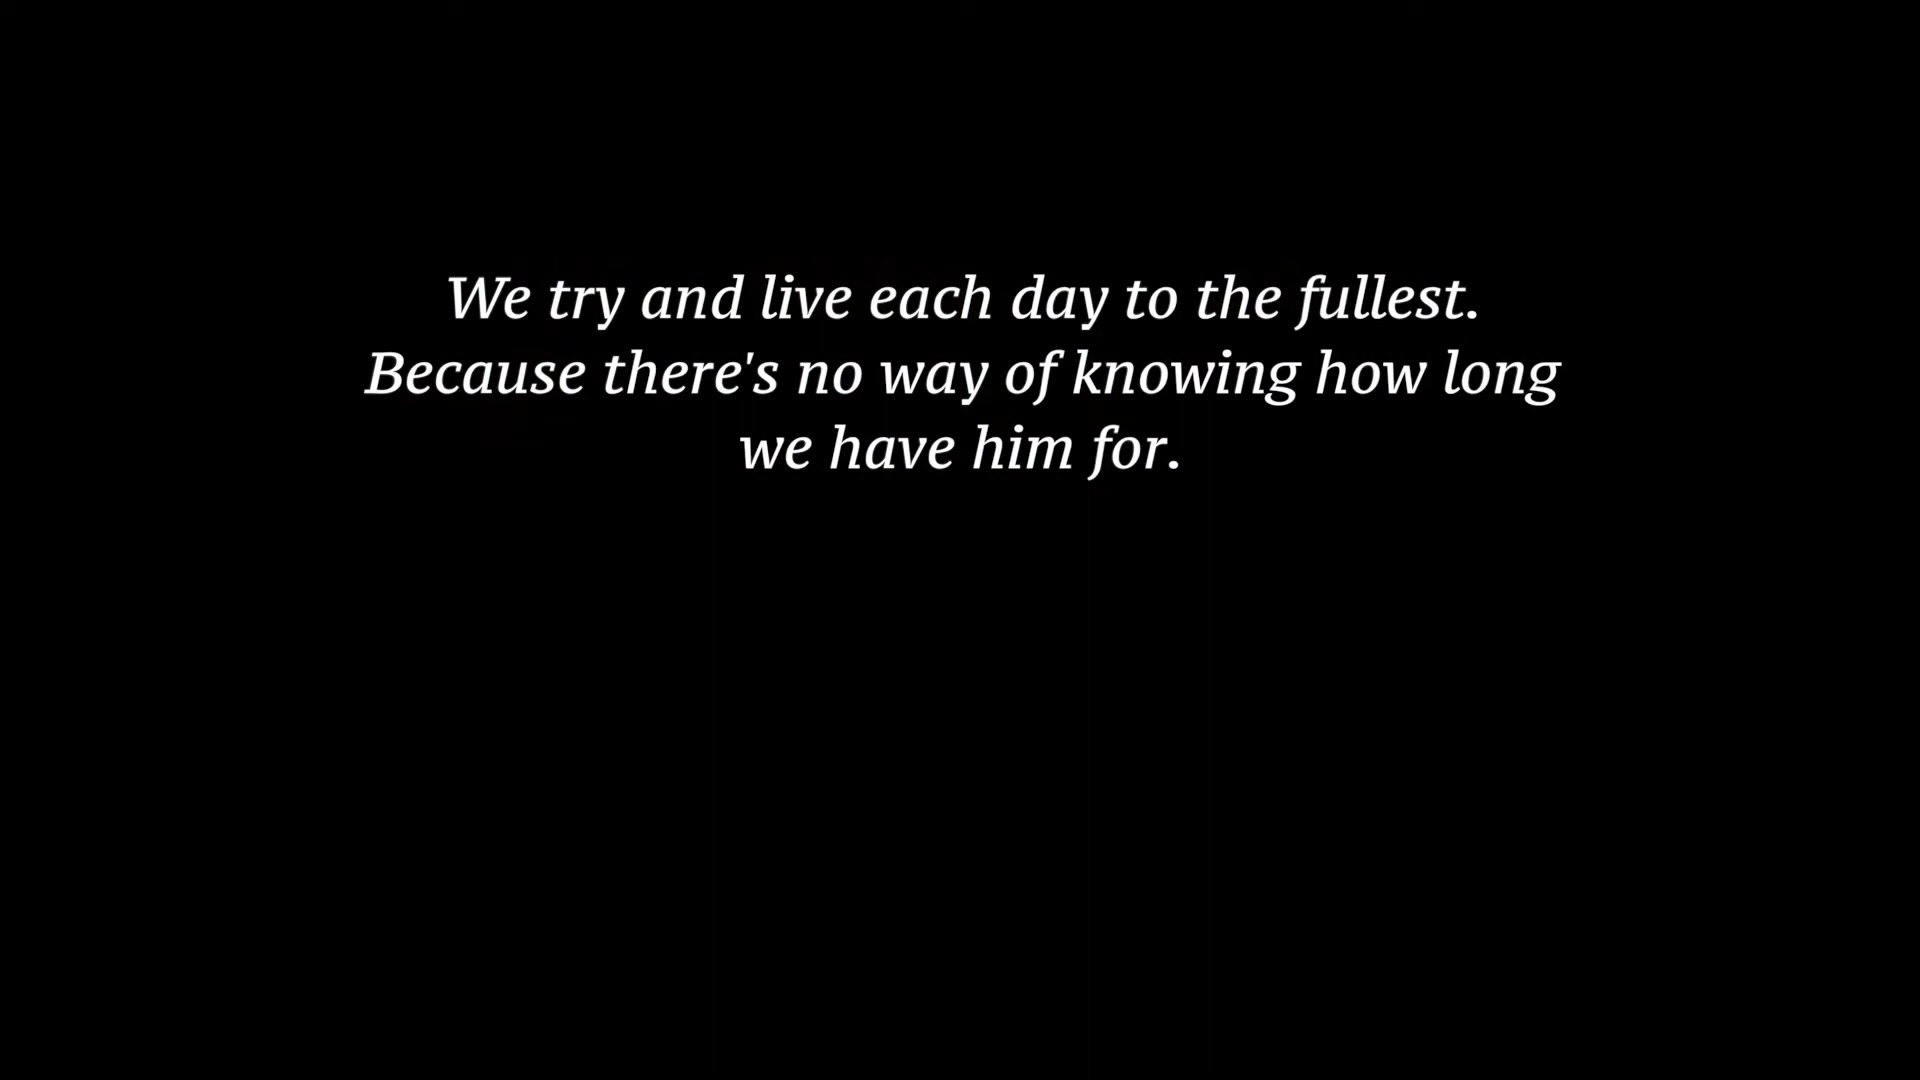 We try and live each day to the fullest.
Because there's no way of knowing how long
we have him for.